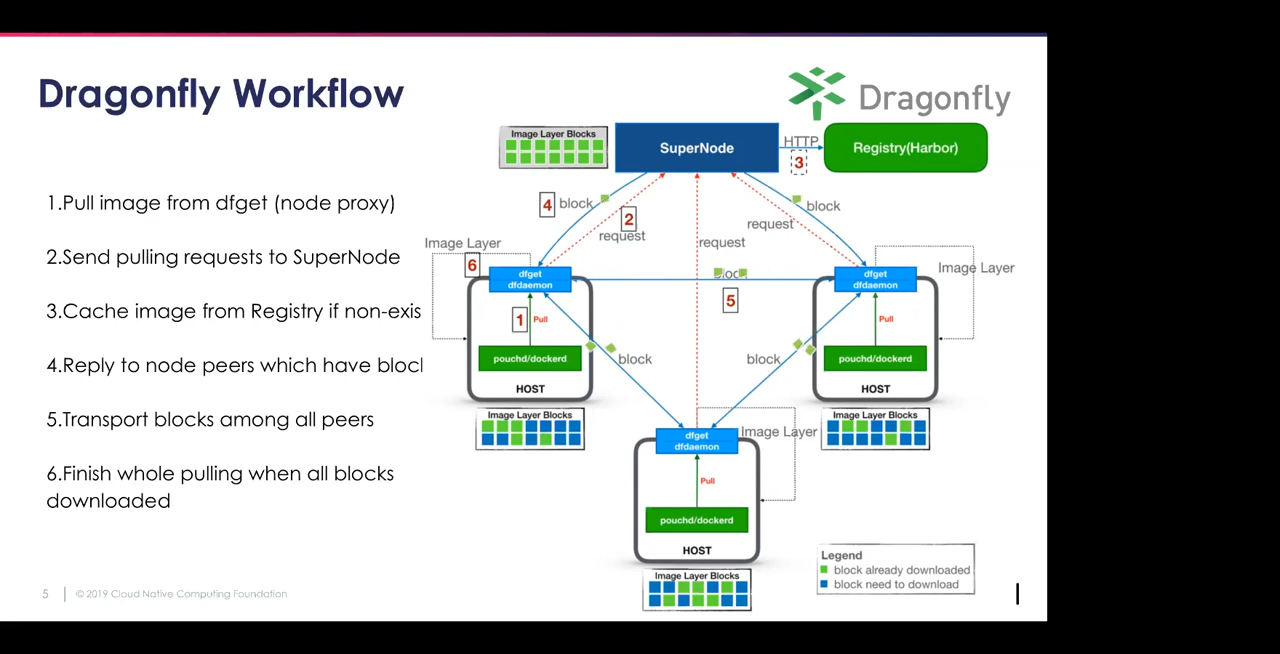 Dragonfly Workflow
Dragonfly
Image Layer Blocks
SuperNode
HTTP
3
Registry(Harbor)
1.Pull image from dfget (node proxy)
2.Send pulling requests to SuperNode
3.Cache image from Registry if non-exis
4.Reply to node peers which have
5.Transport blocks among all peers
6.Finish whole pulling when all blocks
downloaded
4
block
2
request
request
request
block
Image Layer
6
dfget
dfdaemon
1
Pull
pouchd/dockerd
HOST
Image Layer Blocks
5
block
block
dfget
dfdaemon
Image Layer
Pull
pouchd/dockerd
HOST
Image Layer Blocks
dfget
dfdaemon
Image Layer
Pull
pouchd/dockerd
HOST
Image Layer Blocks
Legend
block already downloaded
block need to download
5
© 2019 Cloud Native Computing Foundation